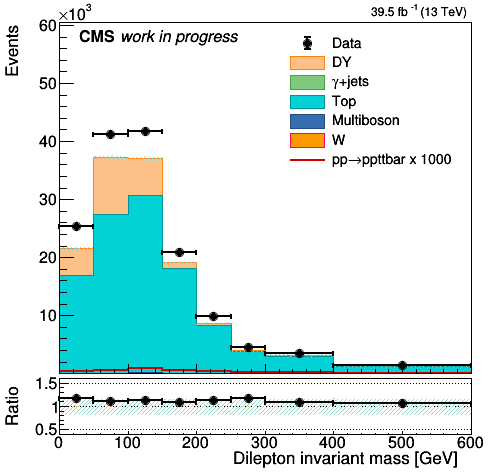 ×10³
39.5 fb⁻¹ (13 TeV)
CMS work in progress
Events
60
50
40
30
20
10
Data
DY
γ+jets
Top
Multiboson
W
pp→ppttbar x 1000
Ratio
1.5
1
0.5
0 100 200 300 400 500 600
Dilepton invariant mass [GeV]